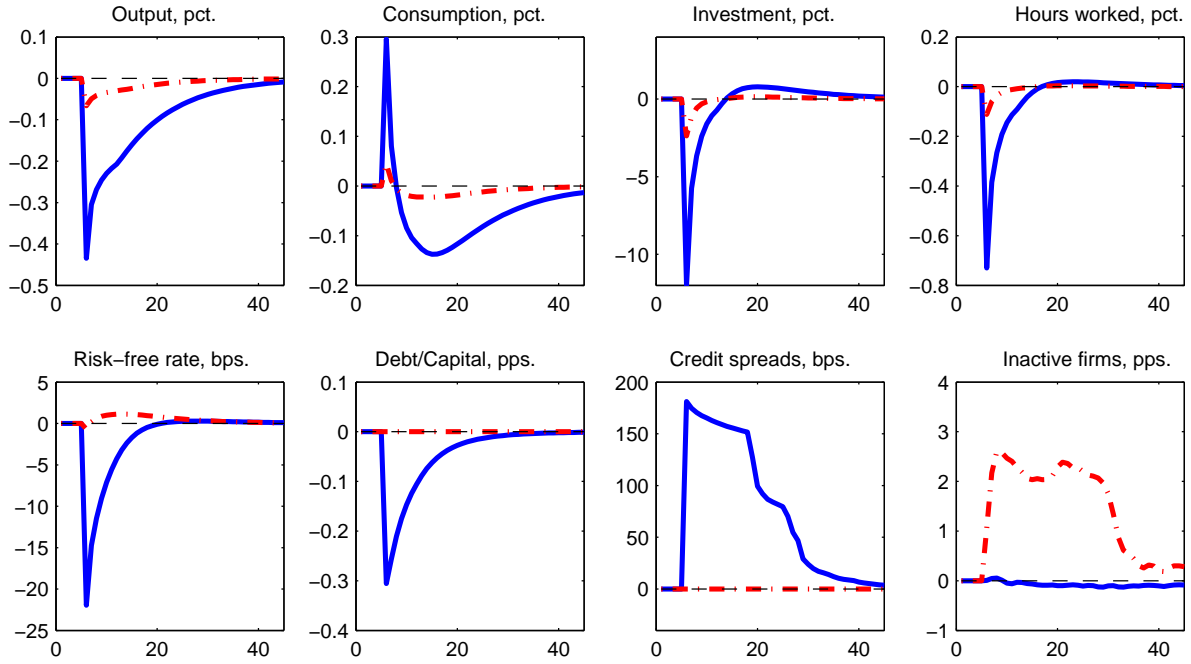 Output, pct.
0.1
0
−0.1
−0.2
−0.3
−0.4
−0.5
0 20 40
Consumption, pct.
0.3
0.2
0.1
0
−0.1
−0.2
0 20 40
Investment, pct.
0
−5
−10
0 20 40
Hours worked, pct.
0.2
0
−0.2
−0.4
−0.6
−0.8
0 20 40
Risk−free rate, bps.
5
0
−5
−10
−15
−20
−25
0 20 40
Debt/Capital, pps.
0.1
0
−0.1
−0.2
−0.3
−0.4
0 20 40
Credit spreads, bps.
200
150
100
50
0
0 20 40
Inactive firms, pps.
4
3
2
1
0
−1
0 20 40